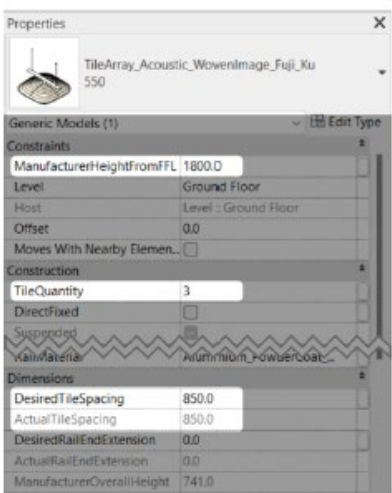 Properties
TileArray_Acoustic_WovenImage_Fuji_Ku
550
Generic Models (1) Edit Type
Constraints
ManufacturerHeightFromFFL 1800.0
Level Ground Floor
Host Level : Ground Floor
Offset 0.0
Moves With Nearby Elemen...
Construction
TileQuantity 3
DirectFixed
Suspended
RailMaterial Aluminium_PowderCoat_...
Dimensions
DesiredTileSpacing 850.0
ActualTileSpacing 850.0
DesiredRailEndExtension 0.0
ActualRailEndExtension 0.0
ManufacturerOverallHeight 741.0